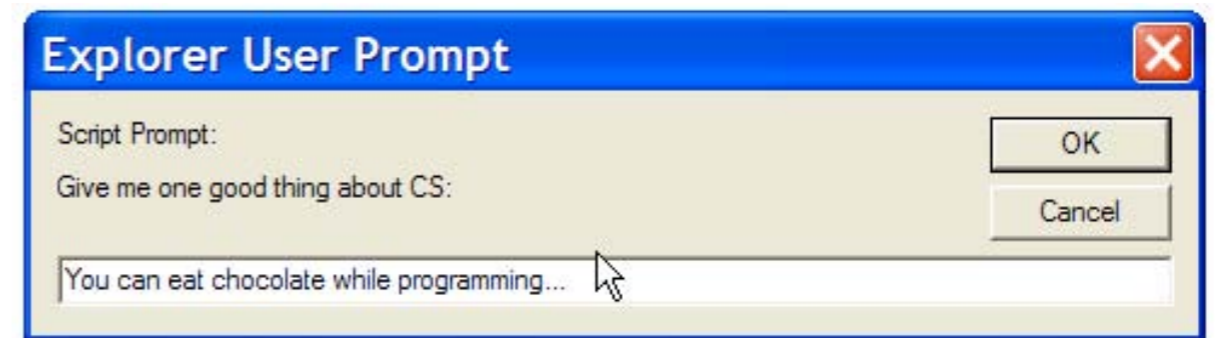 Explorer User Prompt
Script Prompt:
OK
Give me one good thing about CS:
Cancel
You can eat chocolate while programming...